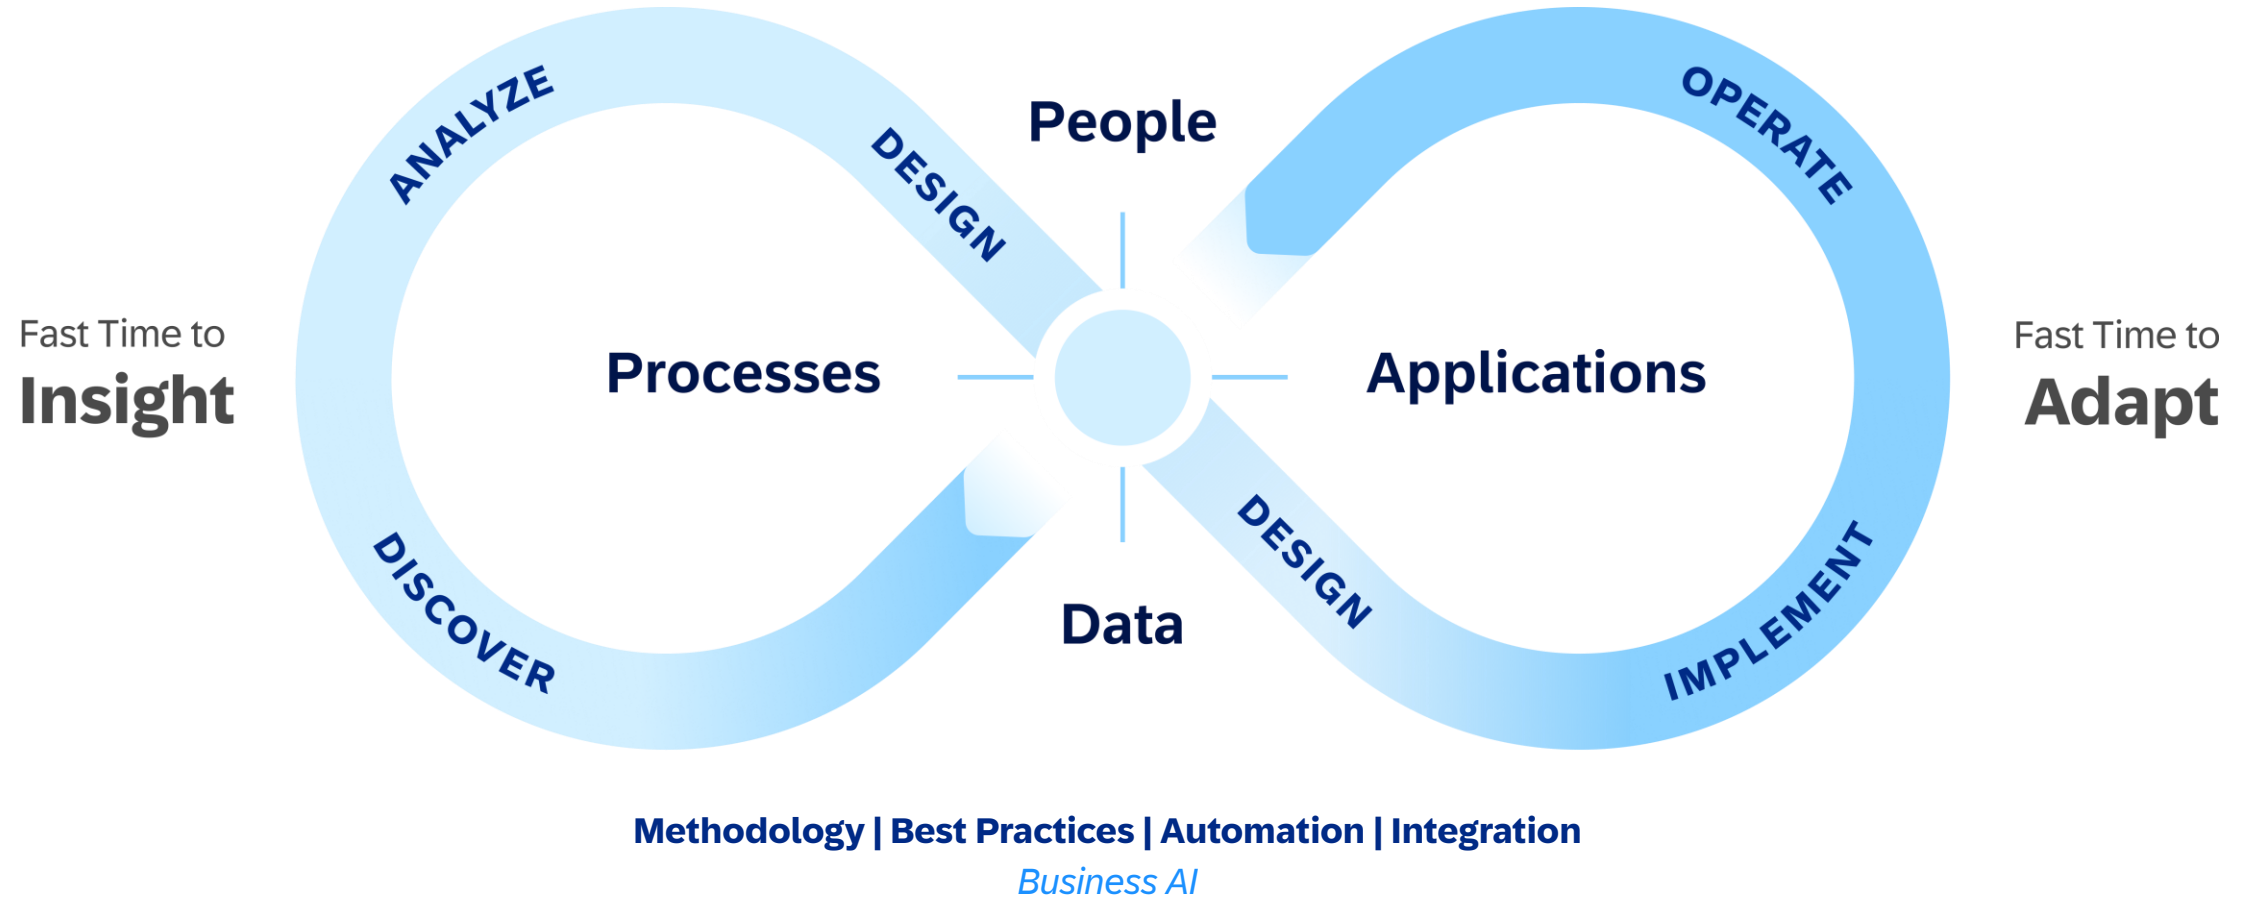 ANALYZE
DESIGN
People
OPERATE
Fast Time to
Insight
Processes
Applications
Fast Time to
Adapt
DISCOVER
DESIGN
Data
IMPLEMENT
Methodology | Best Practices | Automation | Integration
Business AI